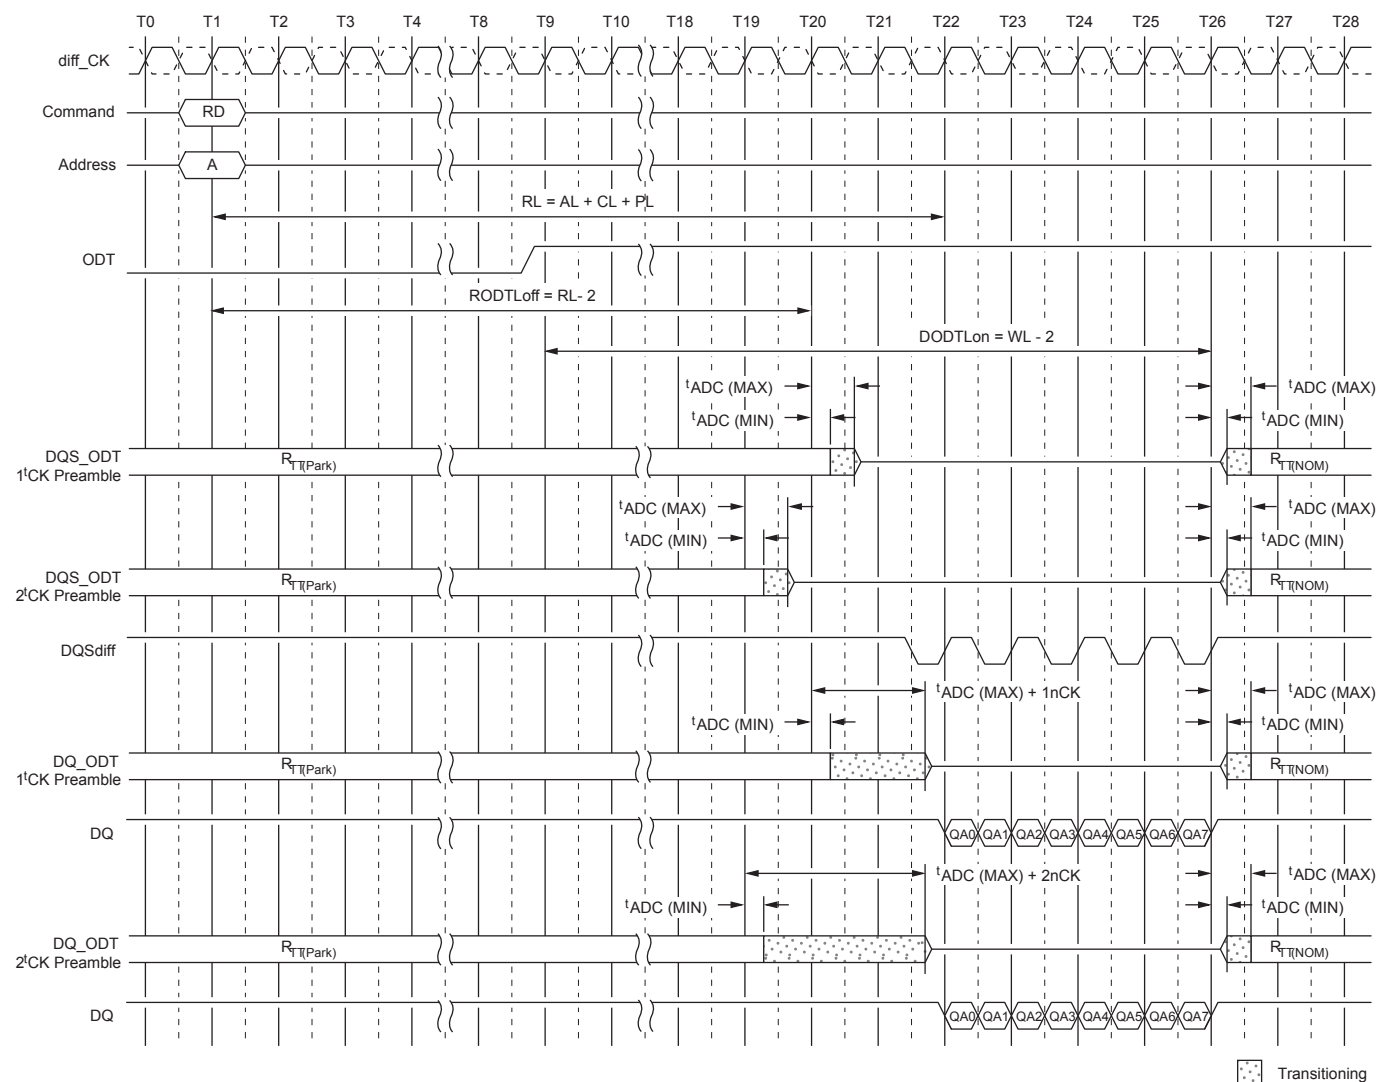 T0 T1 T2 T3 T4 T8 T9 T10 T18 T19 T20 T21 T22 T23 T24 T25 T26 T27 T28
diff_CK
Command RD
Address A
RL = AL + CL + PL
ODT
RODTLoff = RL- 2
DODTLon = WL - 2
tADC (MAX) tADC (MAX)
tADC (MIN) tADC (MIN)
DQS_ODT
1tCK Preamble RTT(Park) RTT(NOM)
tADC (MAX) tADC (MAX)
tADC (MIN) tADC (MIN)
DQS_ODT
2tCK Preamble RTT(Park) RTT(NOM)
DQSdiff
tADC (MAX) + 1nCK tADC (MAX)
tADC (MIN) tADC (MIN)
DQ_ODT
1tCK Preamble RTT(Park) RTT(NOM)
DQ QA0 QA1 QA2 QA3 QA4 QA5 QA6 QA7
tADC (MAX) + 2nCK tADC (MAX)
tADC (MIN) tADC (MIN)
DQ_ODT
2tCK Preamble RTT(Park) RTT(NOM)
DQ QA0 QA1 QA2 QA3 QA4 QA5 QA6 QA7
Transitioning